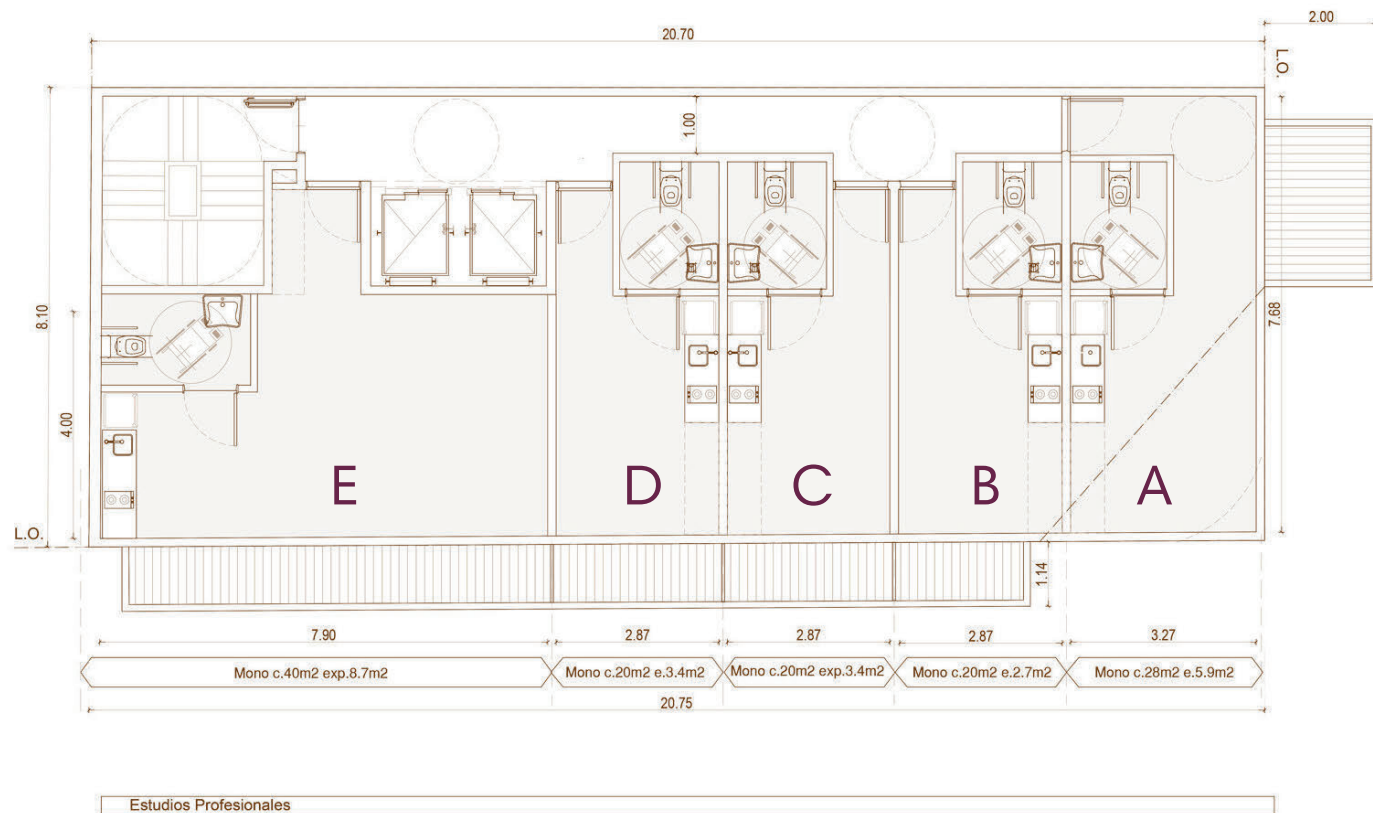 2.00
20.70
L.O.
1.00
8.10
7.68
4.00
E
D
C
B
A
L.O.
1.14
7.90
2.87
2.87
2.87
3.27
Mono c.40m2 exp.8.7m2
Mono c.20m2 e.3.4m2
Mono c.20m2 exp.3.4m2
Mono c.20m2 e.2.7m2
Mono c.28m2 e.5.9m2
20.75
Estudios Profesionales